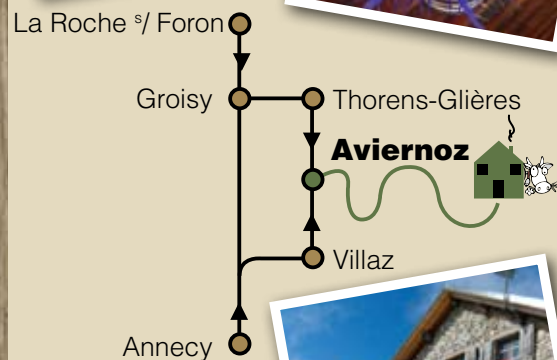 La Roche s/ Foron
Groisy
Thorens-Glières
Aviernoz
Villaz
Annecy